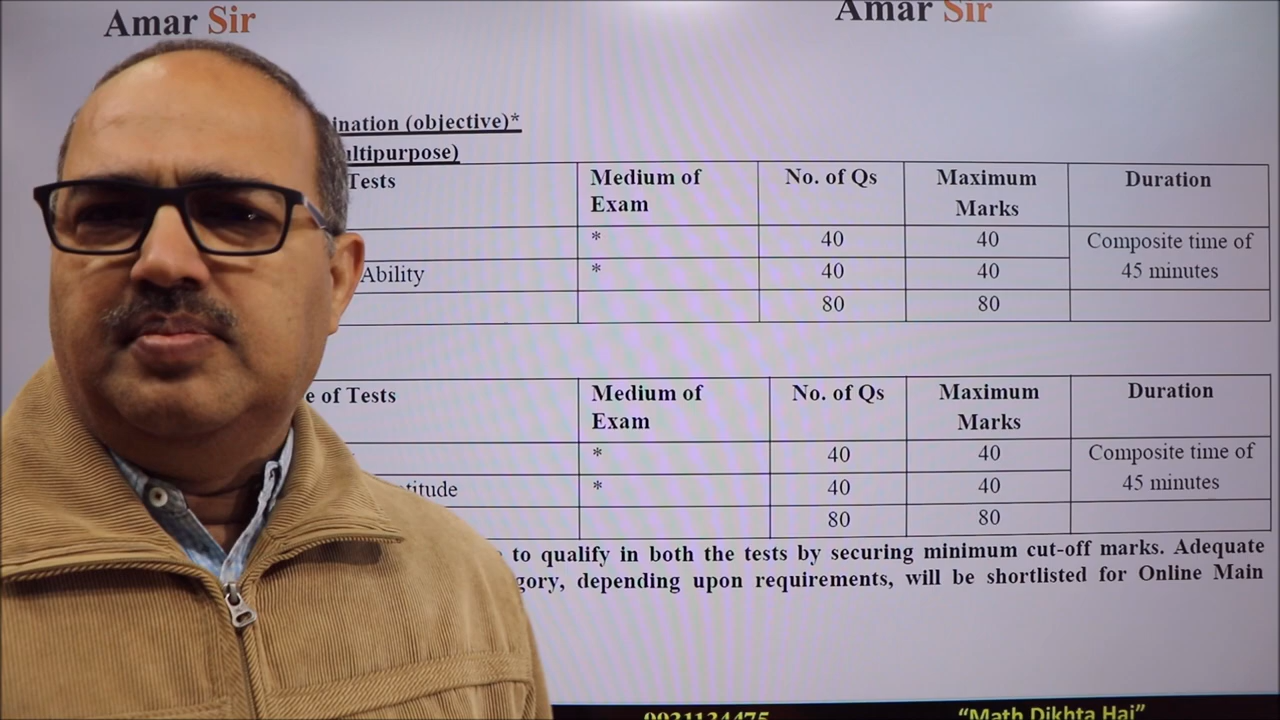 Amar Sir
Amar Sir
ination (objective)*
ltipurpose)
Tests Medium of Exam No. of Qs Maximum Marks Duration
* 40 40 Composite time of 45 minutes
Ability * 40 40
80 80
e of Tests Medium of Exam No. of Qs Maximum Marks Duration
* 40 40 Composite time of 45 minutes
titude * 40 40
80 80
to qualify in both the tests by securing minimum cut-off marks. Adequate
gory, depending upon requirements, will be shortlisted for Online Main
9931124475 “Math Dikhta Hai”